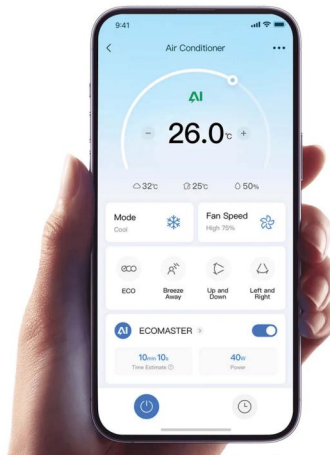 9:41
Air Conditioner
AI
26.0°C
32°C 25°C 50%
Mode
Cool
Fan Speed
High 79%
ECO
Breeze
Away
Up and
Down
Left and
Right
AI ECOMASTER
10min 10s
Time Estimate
40W
Power